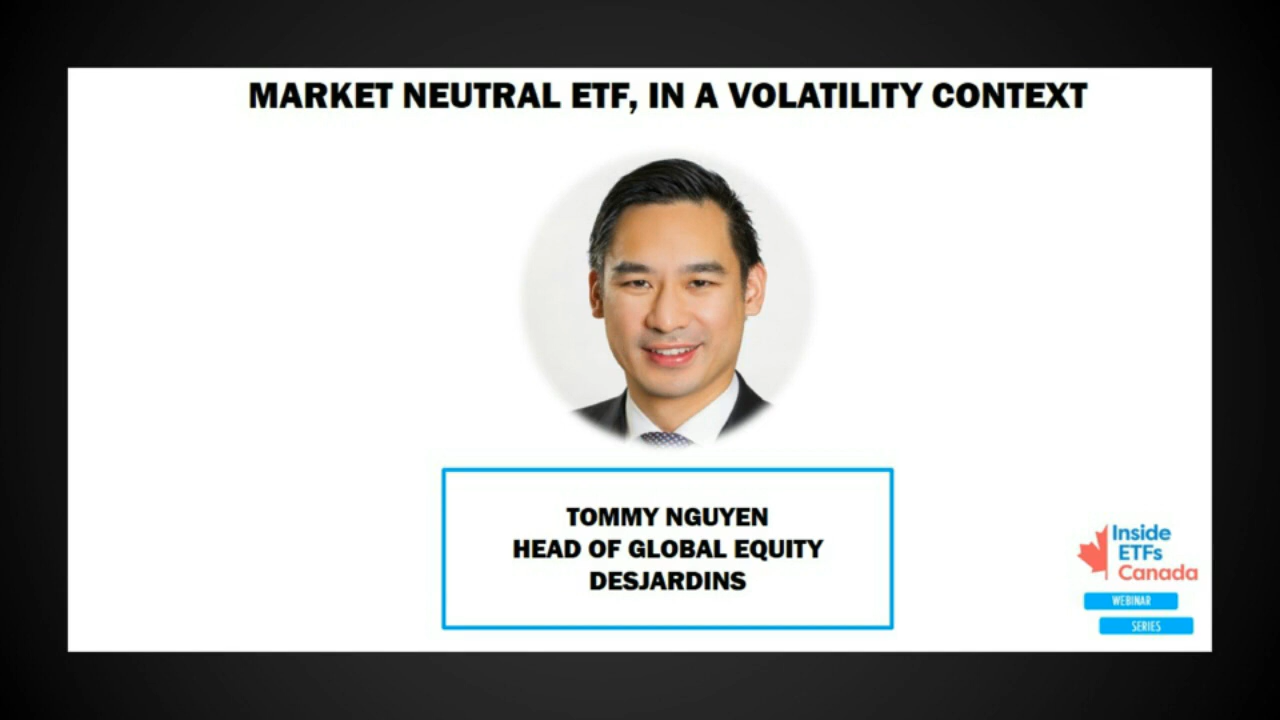 MARKET NEUTRAL ETF, IN A VOLATILITY CONTEXT
TOMMY NGUYEN
HEAD OF GLOBAL EQUITY
DESJARDINS
Inside
ETFs
Canada
WEBINAR
SERIES